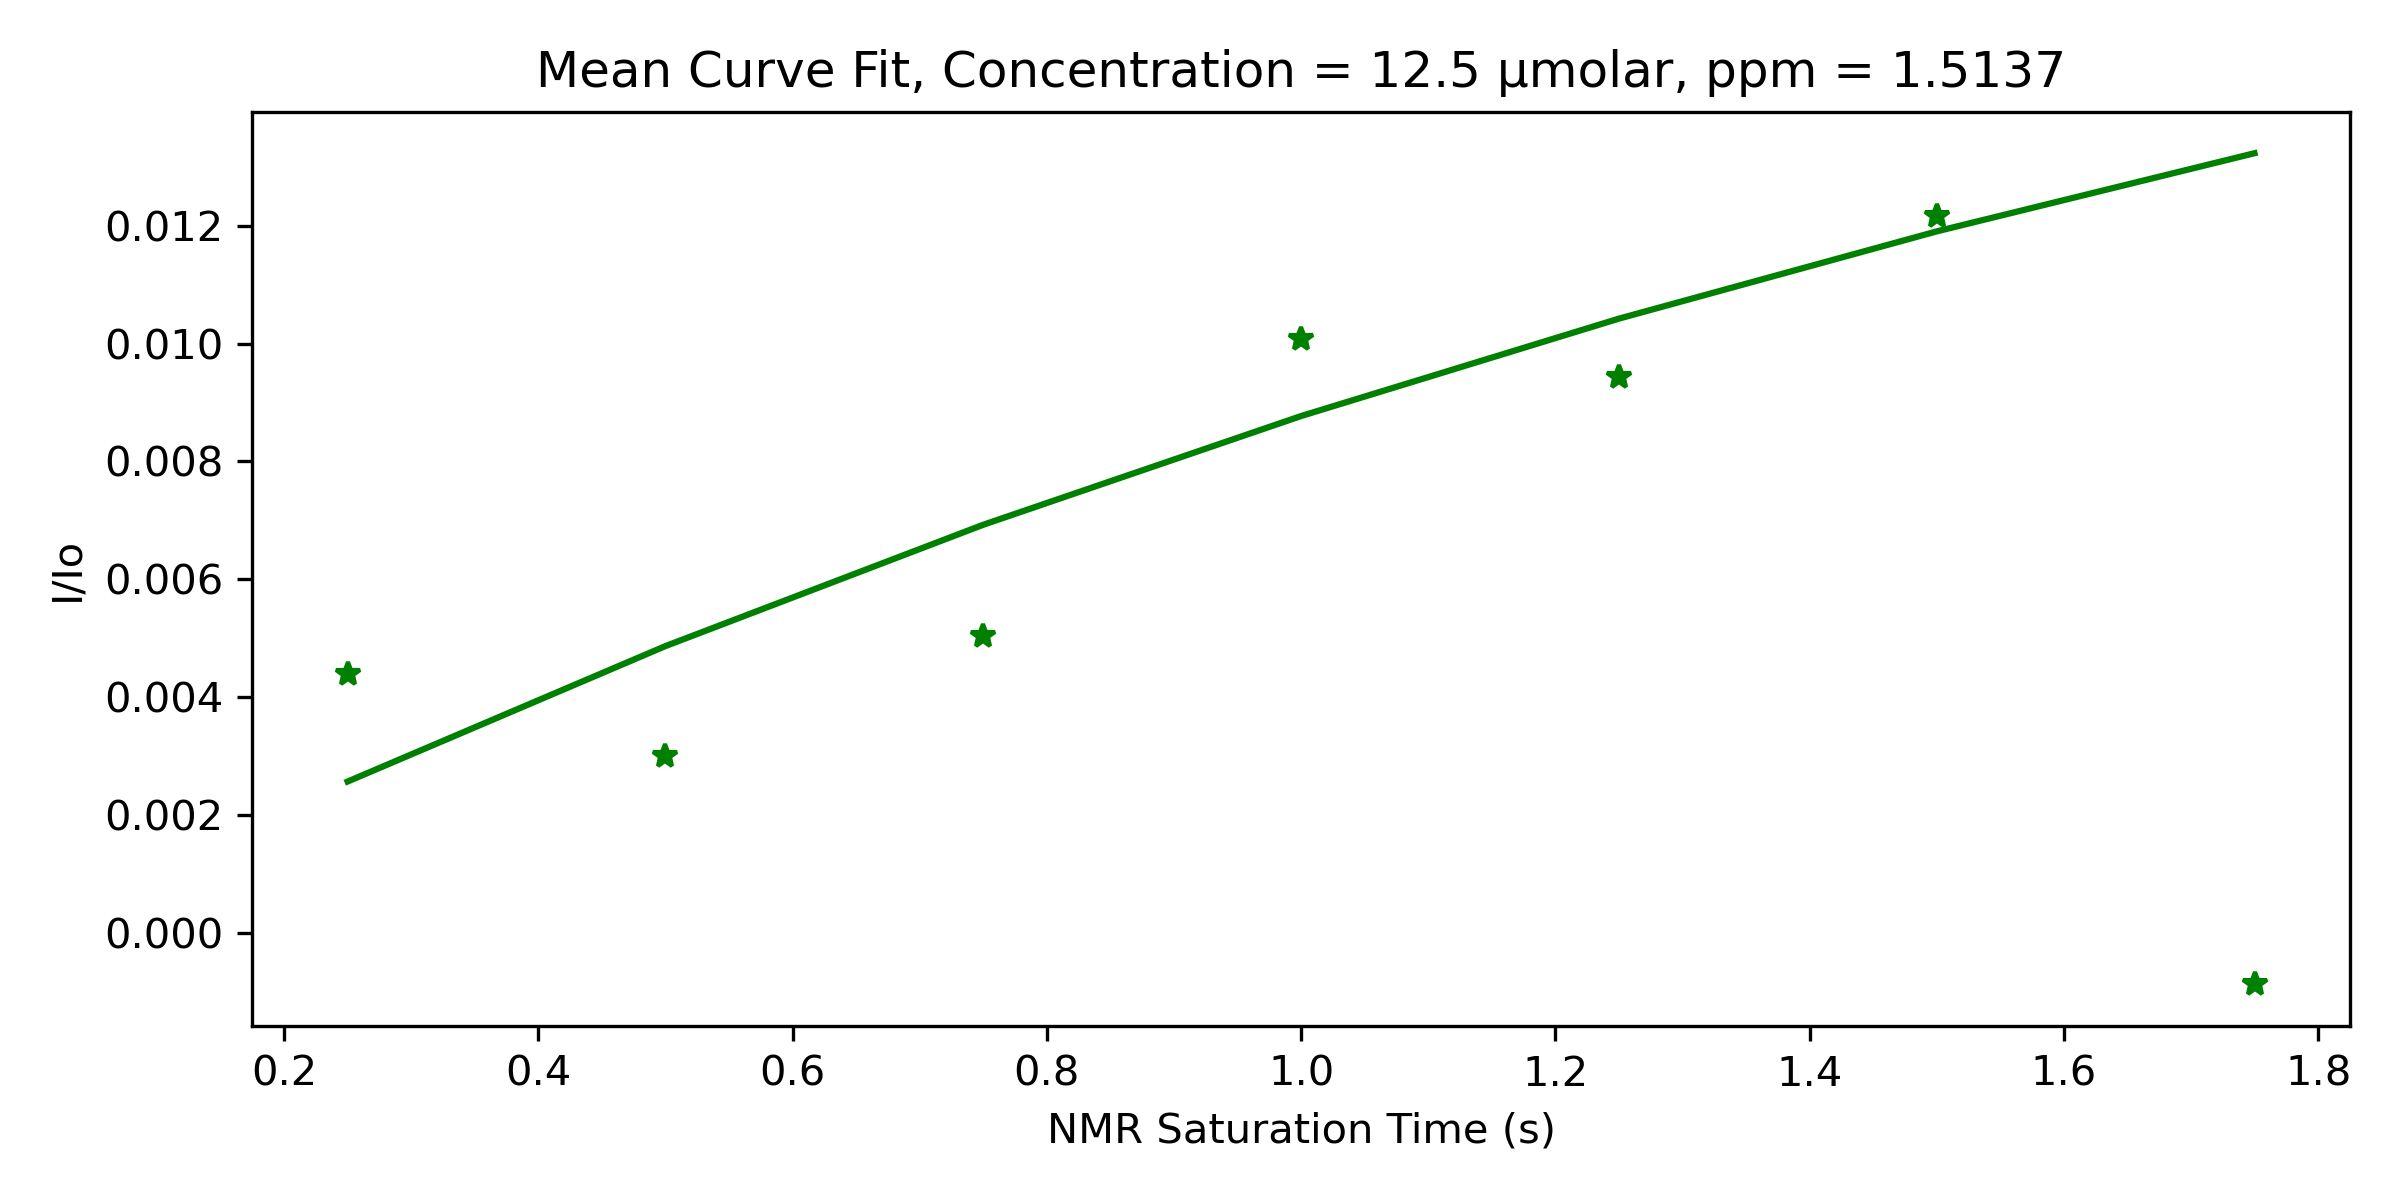 Mean Curve Fit, Concentration = 12.5 µmolar, ppm = 1.5137
0.012
0.010
0.008
0.006
0.004
0.002
0.000
I/Io
0.2 0.4 0.6 0.8 1.0 1.2 1.4 1.6 1.8
NMR Saturation Time (s)